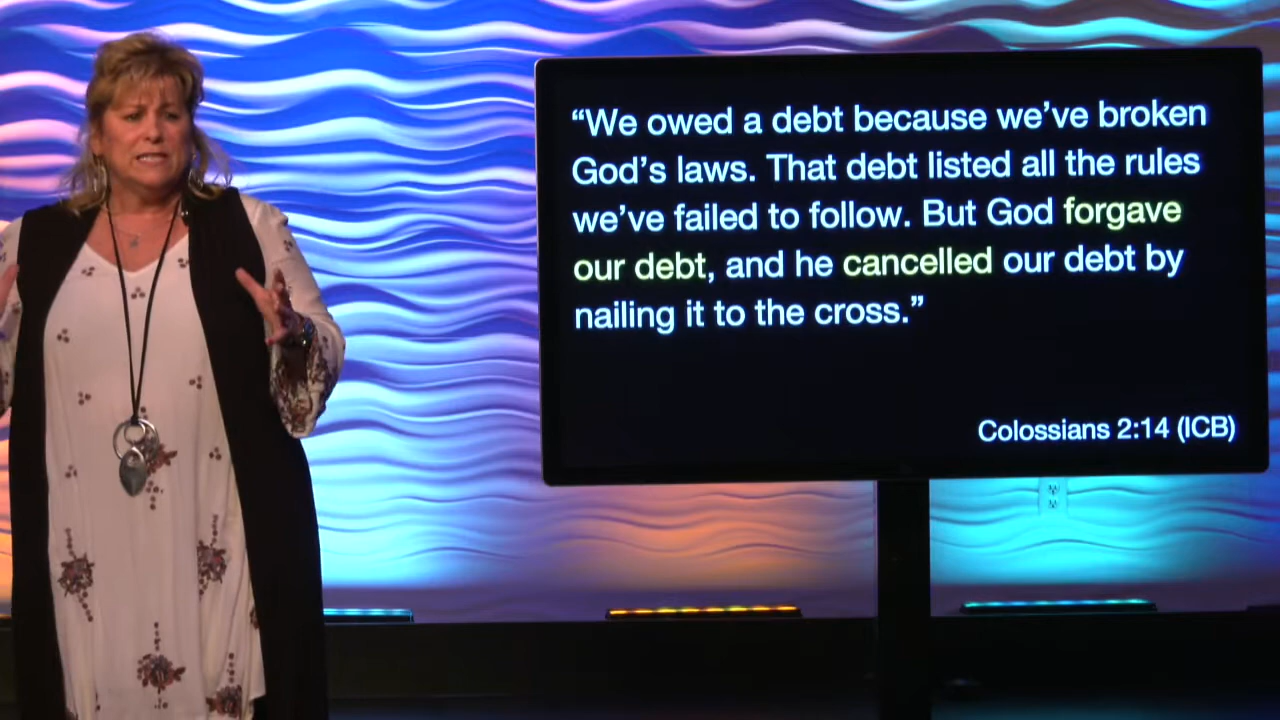 “We owed a debt because we’ve broken
God’s laws. That debt listed all the rules
we’ve failed to follow. But God forgave
our debt, and he cancelled our debt by
nailing it to the cross.”
Colossians 2:14 (ICB)